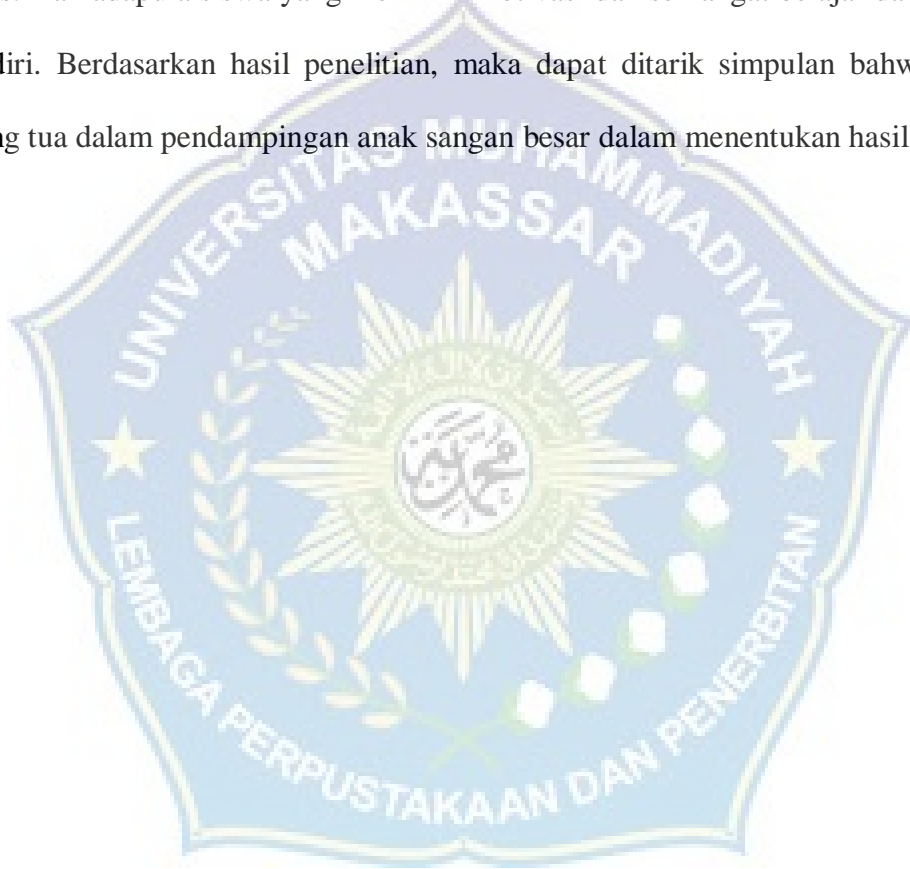 diri. Berdasarkan hasil penelitian, maka dapat ditarik simpulan bahw
g tua dalam pendampingan anak sangan besar dalam menentukan hasil
UNIVERSITAS MUHAMMADIYAH
MAKASSAR
LEMBAGA PERPUSTAKAAN DAN PENERBITAN